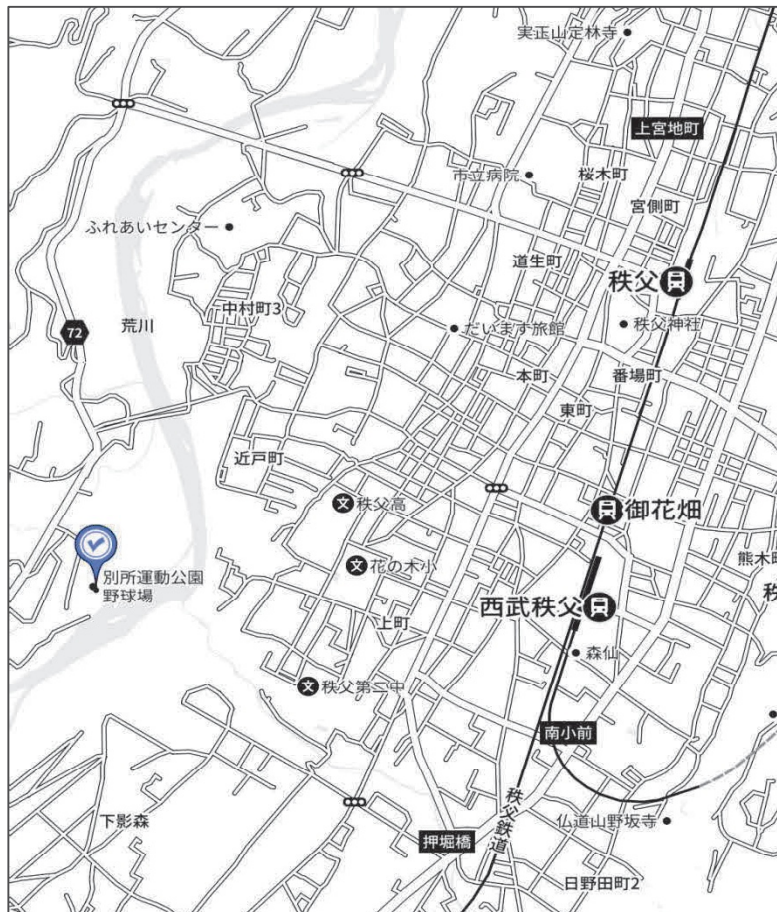 実正山定林寺
上宮地町
市立病院
桜木町
宮側町
ふれあいセンター
道生町
秩父
中村町3
72
荒川
だいます旅館
秩父神社
本町
番場町
東町
近戸町
文
秩父高
御花畑
文
花の木小
熊木町
秩
別所運動公園
野球場
西武秩父
上町
森仙
文
秩父第二中
南小前
秩父鉄道
下影森
押堀橋
仏道山野坂寺
日野田町2